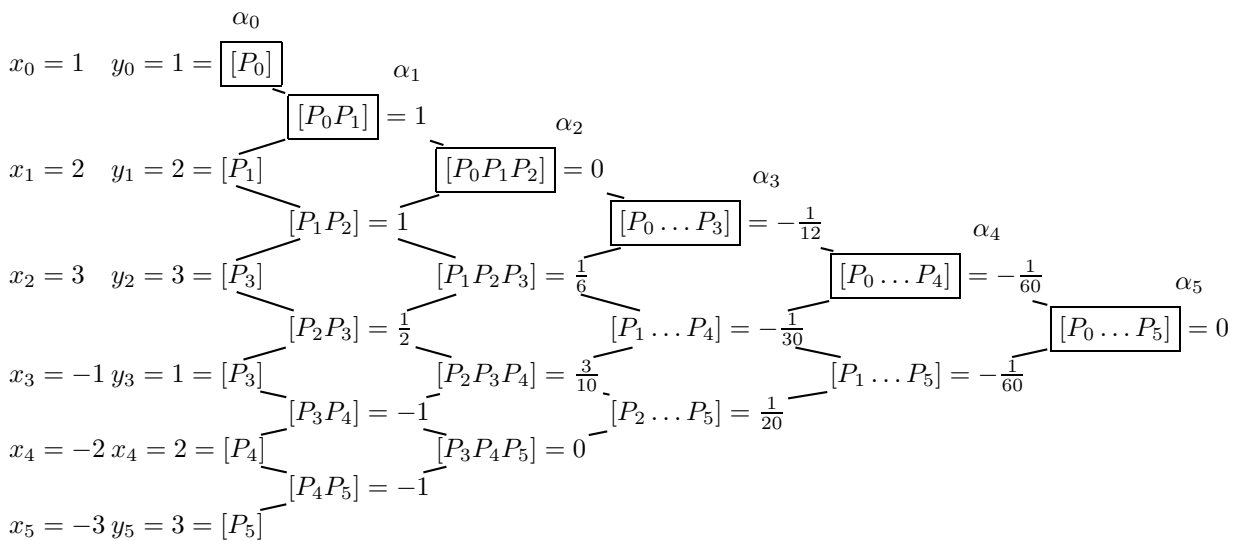 α₀
x₀ = 1 y₀ = 1 = [P₀]
α₁
[P₀P₁] = 1
α₂
x₁ = 2 y₁ = 2 = [P₁] [P₀P₁P₂] = 0
α₃
[P₁P₂] = 1 [P₀…P₃] = −1/12
α₄
x₂ = 3 y₂ = 3 = [P₃] [P₁P₂P₃] = 1/6 [P₀…P₄] = −1/60
α₅
[P₂P₃] = 1/2 [P₁…P₄] = −1/30 [P₀…P₅] = 0
x₃ = −1 y₃ = 1 = [P₃] [P₂P₃P₄] = 3/10 [P₁…P₅] = −1/60
[P₃P₄] = −1 [P₂…P₅] = 1/20
x₄ = −2 x₄ = 2 = [P₄] [P₃P₄P₅] = 0
[P₄P₅] = −1
x₅ = −3 y₅ = 3 = [P₅]